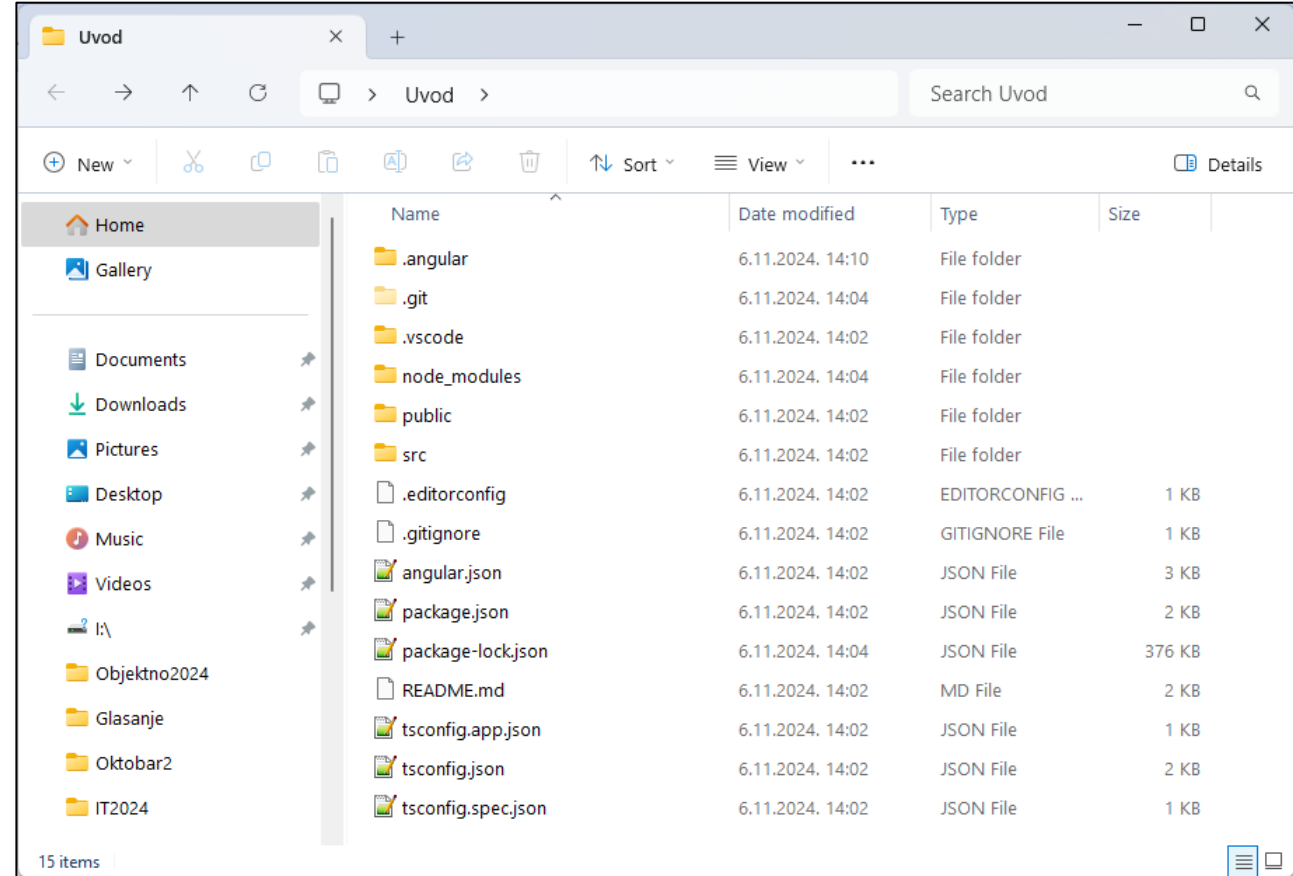 Uvod
Uvod
Search Uvod
New
Sort
View
Details
Home
Gallery
Documents
Downloads
Pictures
Desktop
Music
Videos
I:\
Objektno2024
Glasanje
Oktobar2
IT2024
Name Date modified Type Size
.angular 6.11.2024. 14:10 File folder
.git 6.11.2024. 14:04 File folder
.vscode 6.11.2024. 14:02 File folder
node_modules 6.11.2024. 14:04 File folder
public 6.11.2024. 14:02 File folder
src 6.11.2024. 14:02 File folder
.editorconfig 6.11.2024. 14:02 EDITORCONFIG ... 1 KB
.gitignore 6.11.2024. 14:02 GITIGNORE File 1 KB
angular.json 6.11.2024. 14:02 JSON File 3 KB
package.json 6.11.2024. 14:02 JSON File 2 KB
package-lock.json 6.11.2024. 14:04 JSON File 376 KB
README.md 6.11.2024. 14:02 MD File 2 KB
tsconfig.app.json 6.11.2024. 14:02 JSON File 1 KB
tsconfig.json 6.11.2024. 14:02 JSON File 2 KB
tsconfig.spec.json 6.11.2024. 14:02 JSON File 1 KB
15 items